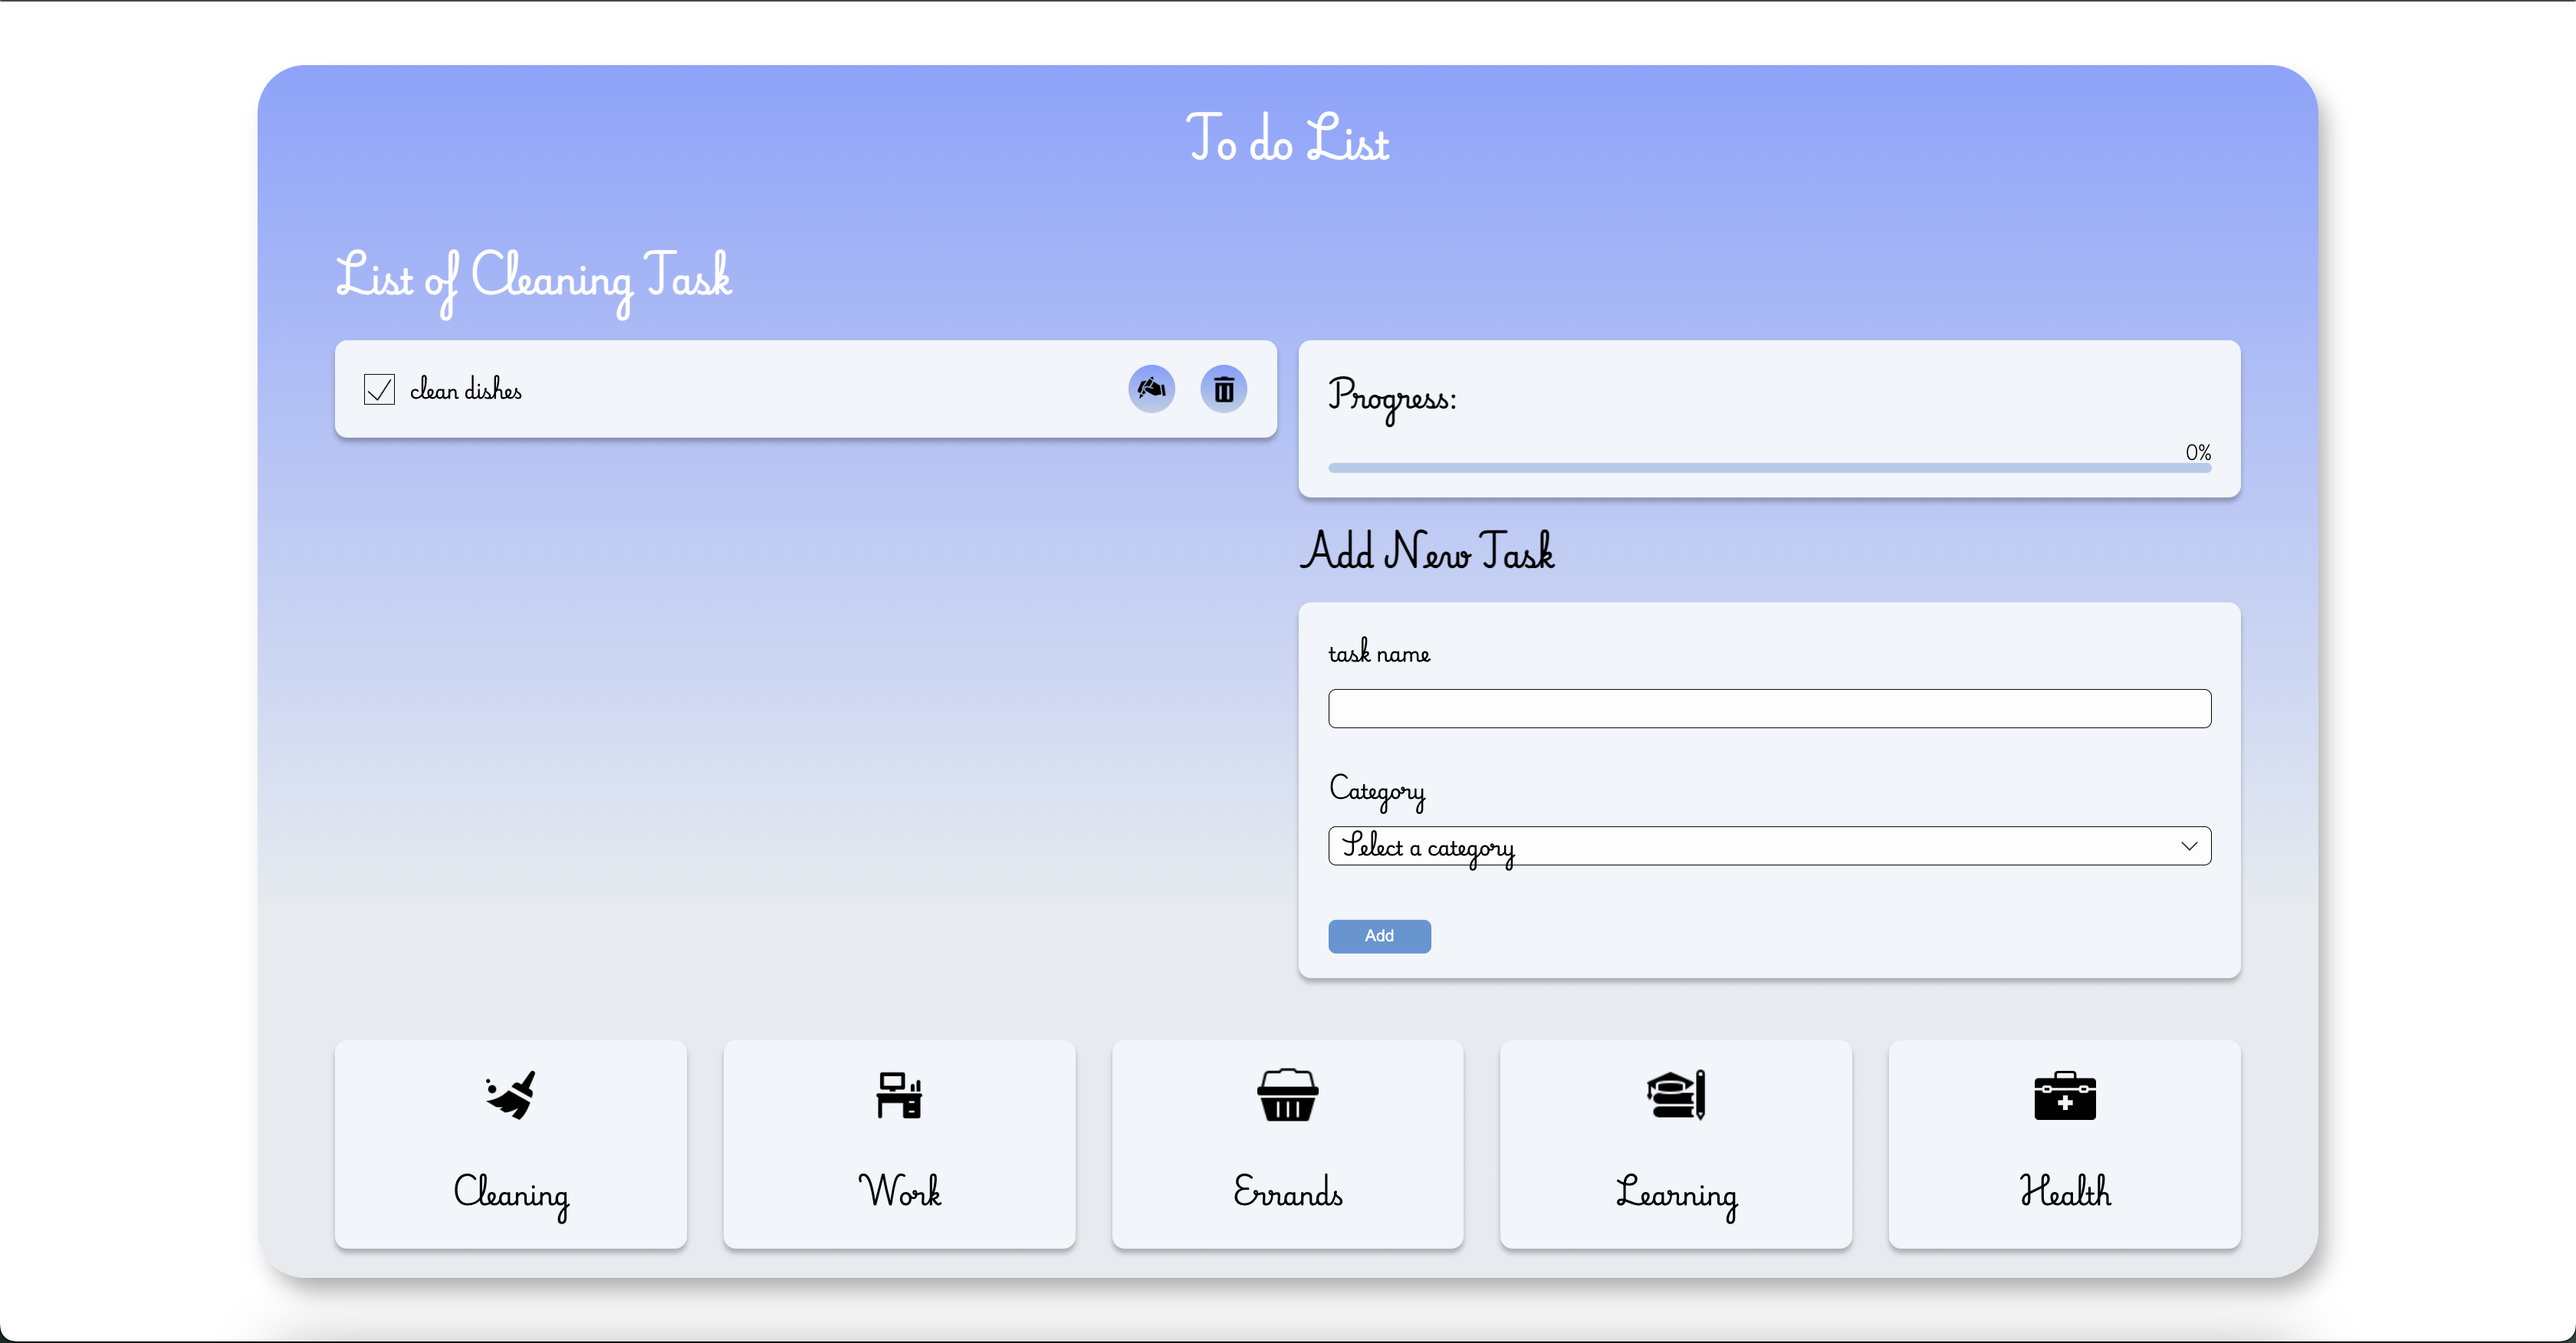 To do List
List of Cleaning Task
clean dishes
Progress:
0%
Add New Task
task name
Category
Select a category
Add
Cleaning
Work
Errands
Learning
Health